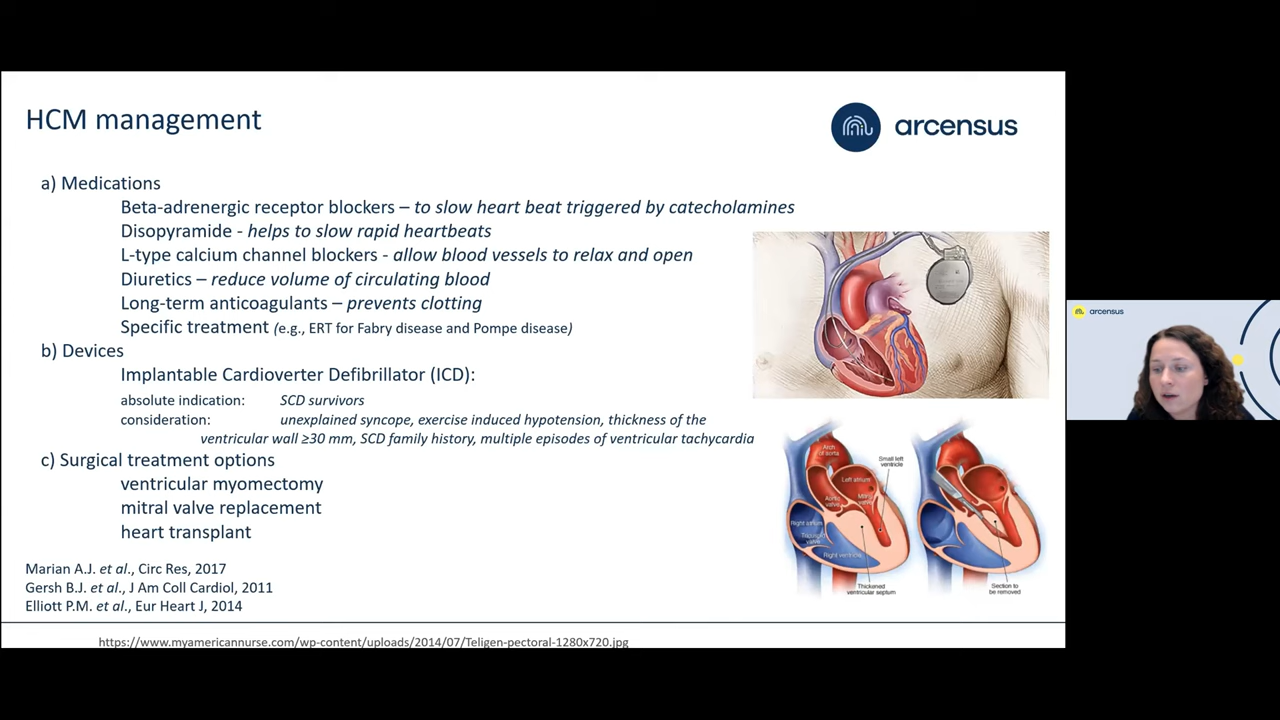 HCM management
arcensus
a) Medications
Beta-adrenergic receptor blockers – to slow heart beat triggered by catecholamines
Disopyramide - helps to slow rapid heartbeats
L-type calcium channel blockers - allow blood vessels to relax and open
Diuretics – reduce volume of circulating blood
Long-term anticoagulants – prevents clotting
Specific treatment (e.g., ERT for Fabry disease and Pompe disease)
b) Devices
Implantable Cardioverter Defibrillator (ICD):
absolute indication: SCD survivors
consideration: unexplained syncope, exercise induced hypotension, thickness of the
ventricular wall ≥30 mm, SCD family history, multiple episodes of ventricular tachycardia
c) Surgical treatment options
ventricular myomectomy
mitral valve replacement
heart transplant
Marian A.J. et al., Circ Res, 2017
Gersh B.J. et al., J Am Coll Cardiol, 2011
Elliott P.M. et al., Eur Heart J, 2014
https://www.myamericannurse.com/wp-content/uploads/2014/07/Teligen-pectoral-1280x720.jpg
Arch of
aorta
Small left
ventricle
Left atrium
Aortic
valve
Right atrium
valve
Right ventricle
Thickened
ventricular septum
Section to
be removed
arcensus